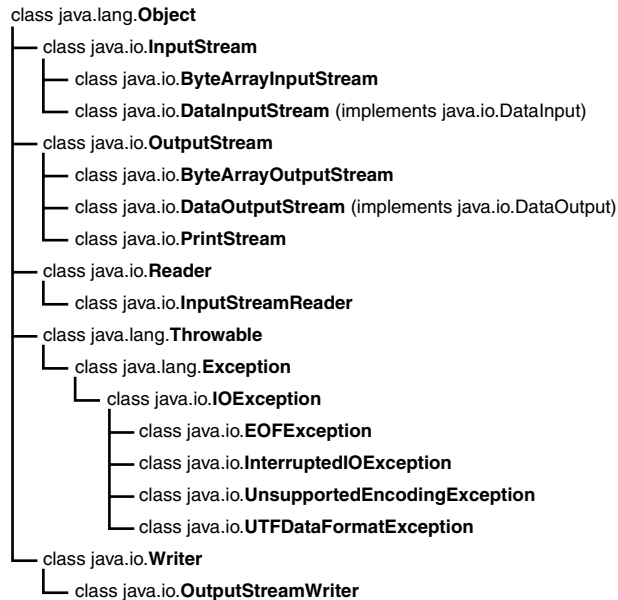 class java.lang.Object
class java.io.InputStream
class java.io.ByteArrayInputStream
class java.io.DataInputStream (implements java.io.DataInput)
class java.io.OutputStream
class java.io.ByteArrayOutputStream
class java.io.DataOutputStream (implements java.io.DataOutput)
class java.io.PrintStream
class java.io.Reader
class java.io.InputStreamReader
class java.lang.Throwable
class java.lang.Exception
class java.io.IOException
class java.io.EOFException
class java.io.InterruptedIOException
class java.io.UnsupportedEncodingException
class java.io.UTFDataFormatException
class java.io.Writer
class java.io.OutputStreamWriter